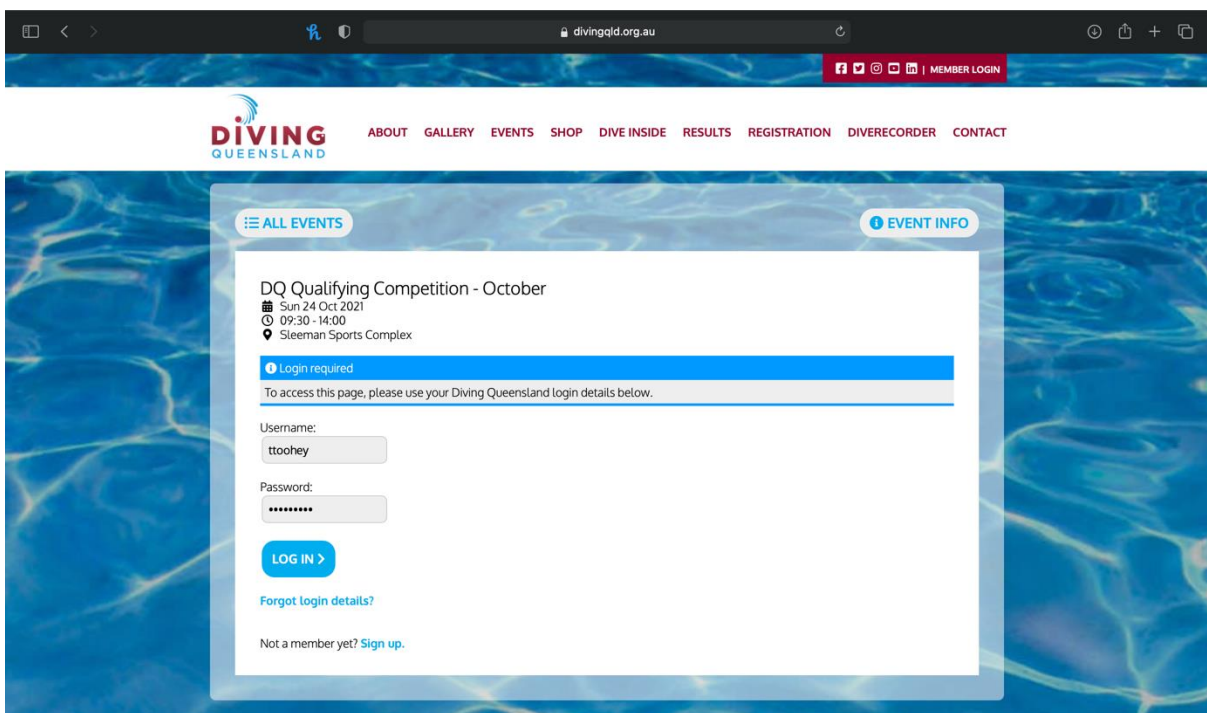 divingqld.org.au
| MEMBER LOGIN
DIVING
QUEENSLAND
ABOUT GALLERY EVENTS SHOP DIVE INSIDE RESULTS REGISTRATION DIVERECORDER CONTACT
ALL EVENTS
EVENT INFO
DQ Qualifying Competition - October
Sun 24 Oct 2021
09:30 - 14:00
Sleeman Sports Complex
Login required
To access this page, please use your Diving Queensland login details below.
Username:
ttoohey
Password:
•••••••••
LOG IN >
Forgot login details?
Not a member yet? Sign up.